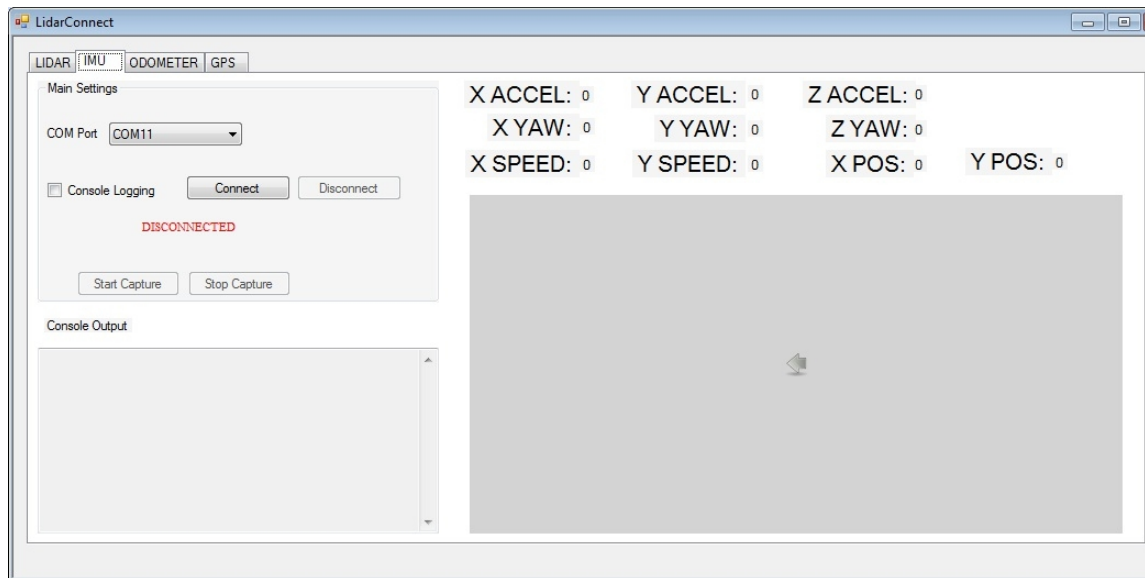 LidarConnect
LIDAR IMU ODOMETER GPS
Main Settings
COM Port COM11
Console Logging Connect Disconnect
DISCONNECTED
Start Capture Stop Capture
Console Output
X ACCEL: 0 Y ACCEL: 0 Z ACCEL: 0
X YAW: 0 Y YAW: 0 Z YAW: 0
X SPEED: 0 Y SPEED: 0 X POS: 0 Y POS: 0